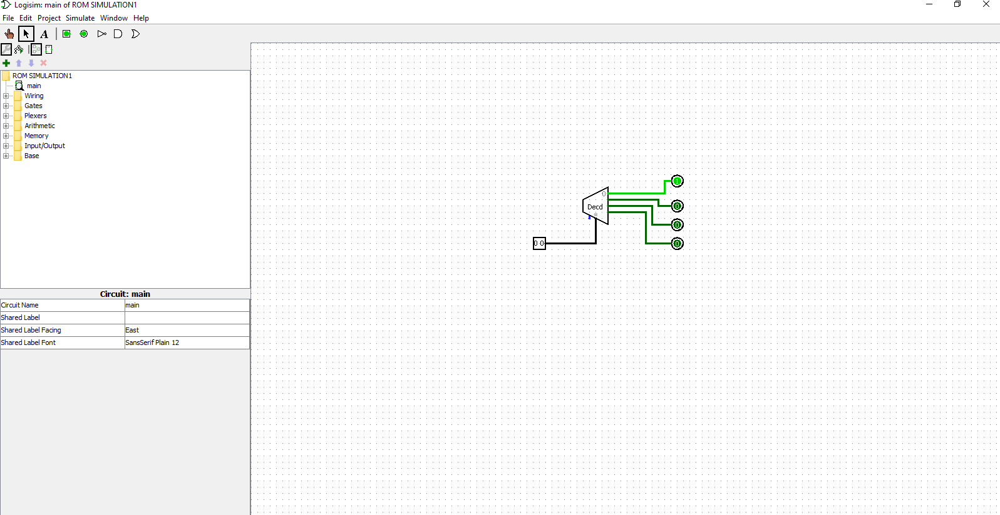 Logisim: main of ROM SIMULATION1
File Edit Project Simulate Window Help
A
ROM SIMULATION1
main
Wiring
Gates
Plexers
Arithmetic
Memory
Input/Output
Base
Circuit: main
Circuit Name main
Shared Label
Shared Label Facing East
Shared Label Font SansSerif Plain 12
1
0
Decd
0
0
0 0
0